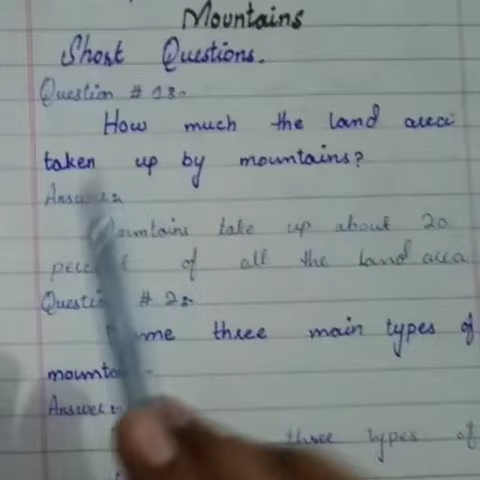 Mountains
Short Questions.
Question # 1:
How much the land area
taken up by mountains?
Answer:
Mountains take up about 20
of all the land area
Question # 2:
three main types of
Answer:
three types of